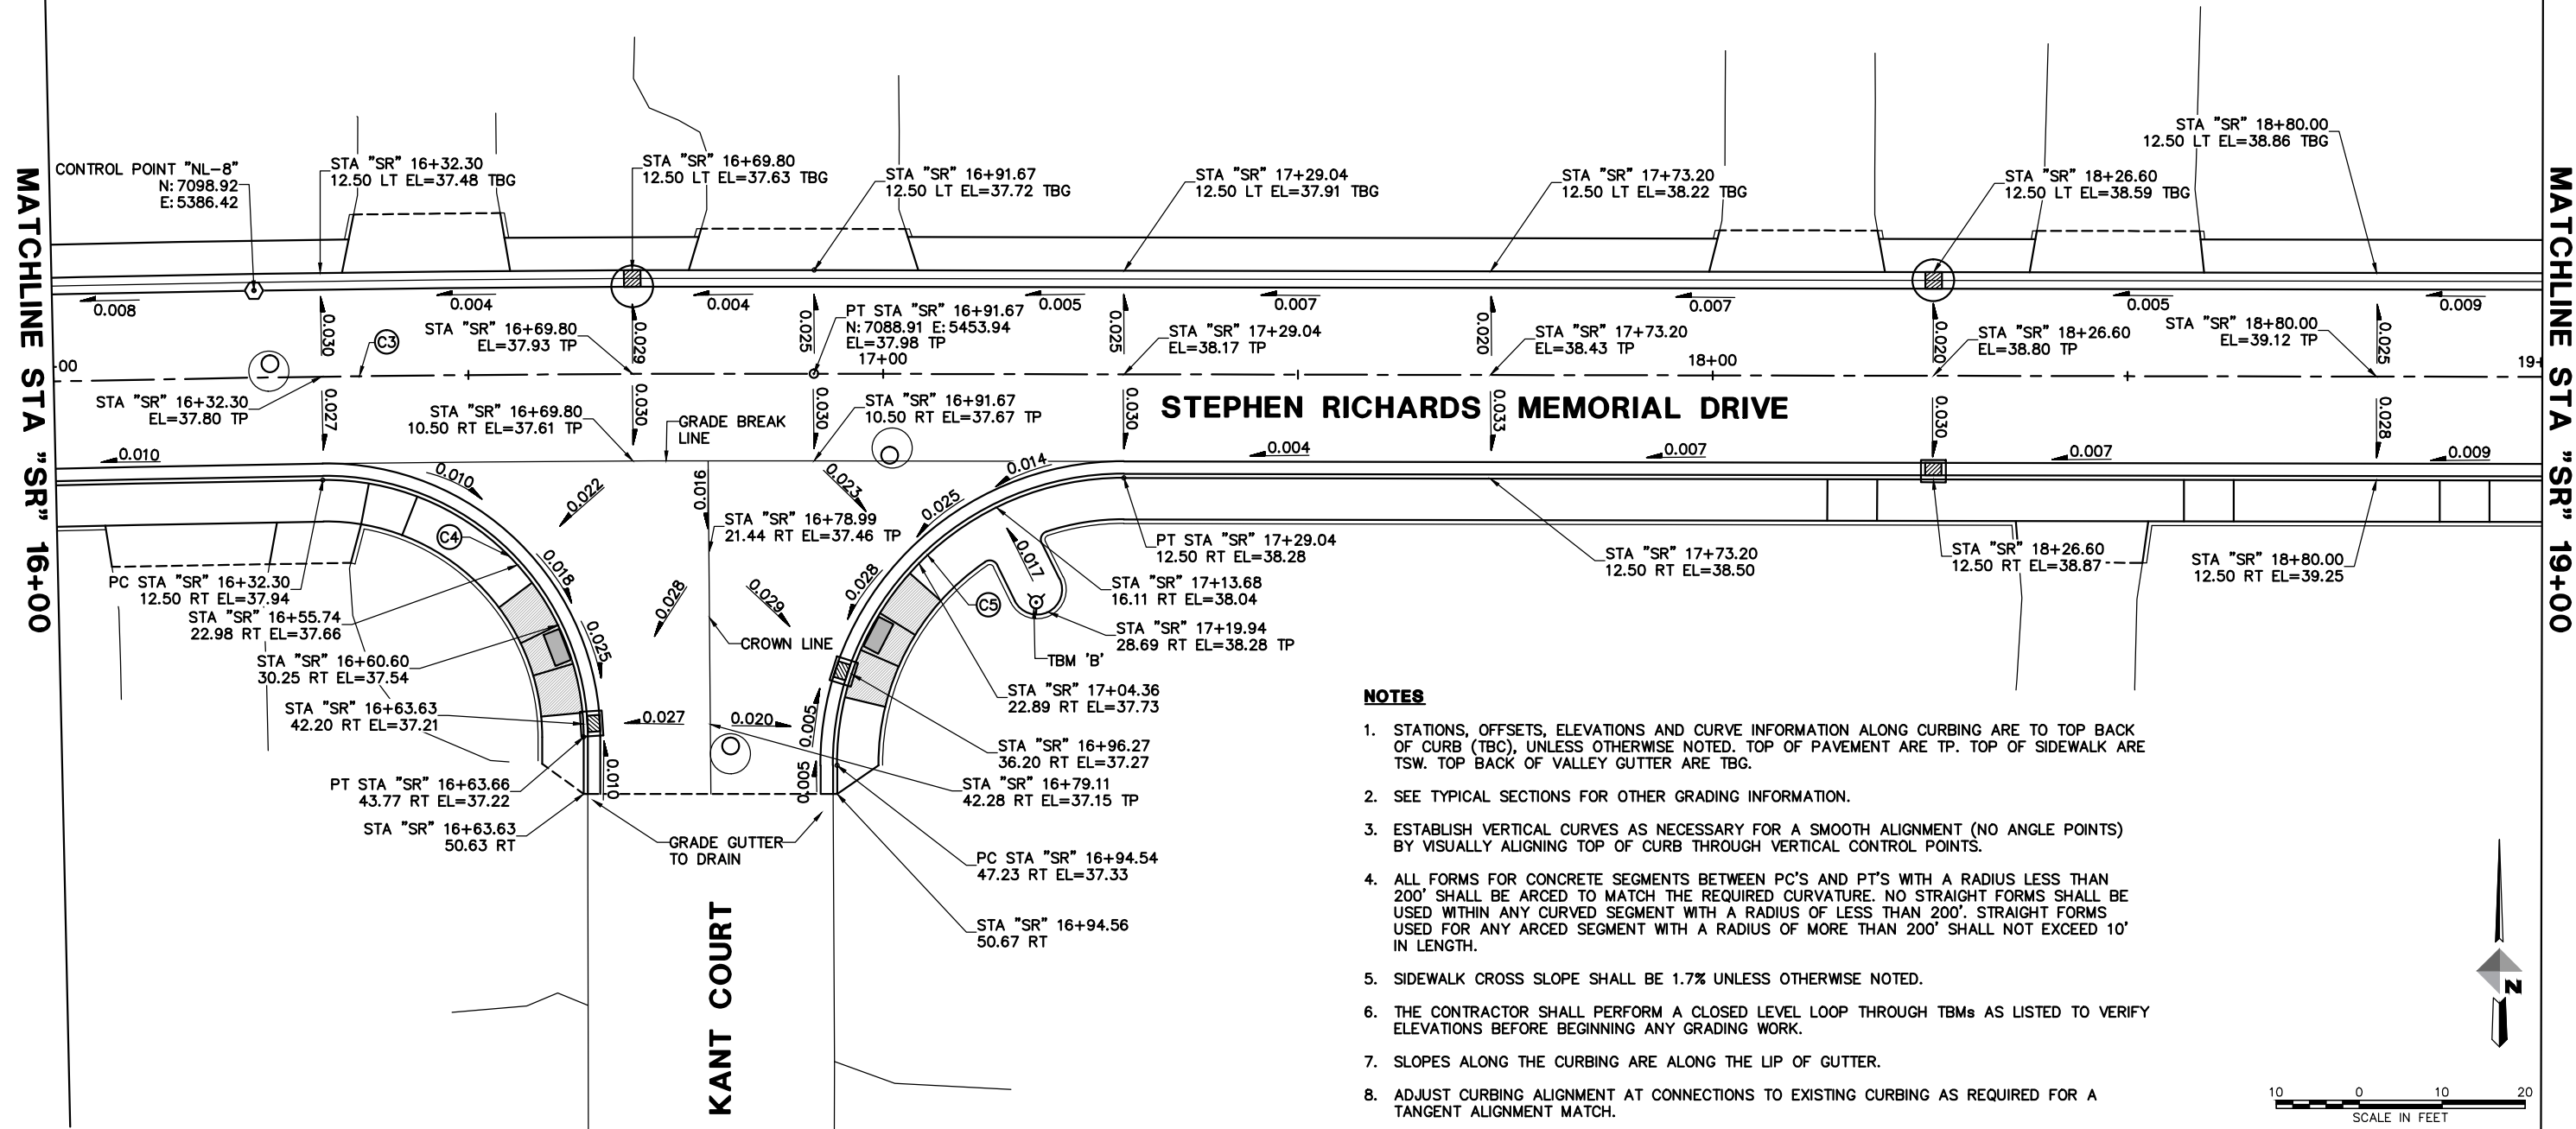 MATCHLINE STA "SR" 16+00
CONTROL POINT "NL-8"
N: 7098.92
E: 5386.42
STA "SR" 16+32.30
12.50 LT EL=37.48 TBG
STA "SR" 16+69.80
12.50 LT EL=37.63 TBG
STA "SR" 16+91.67
12.50 LT EL=37.72 TBG
STA "SR" 17+29.04
12.50 LT EL=37.91 TBG
STA "SR" 17+73.20
12.50 LT EL=38.22 TBG
STA "SR" 18+26.60
12.50 LT EL=38.59 TBG
STA "SR" 18+80.00
12.50 LT EL=38.86 TBG
MATCHLINE STA "SR" 19+00
0.008
0.004
0.004
0.005
0.007
0.007
0.005
0.009
0.030
0.029
0.025
0.025
0.020
0.020
0.025
C3
STA "SR" 16+69.80
EL=37.93 TP
PT STA "SR" 16+91.67
N: 7088.91 E: 5453.94
EL=37.98 TP
17+00
STA "SR" 17+29.04
EL=38.17 TP
STA "SR" 17+73.20
EL=38.43 TP
18+00
STA "SR" 18+26.60
EL=38.80 TP
STA "SR" 18+80.00
EL=39.12 TP
-00
19+
STA "SR" 16+32.30
EL=37.80 TP
0.027
STA "SR" 16+69.80
10.50 RT EL=37.61 TP
0.030
GRADE BREAK
LINE
0.030
STA "SR" 16+91.67
10.50 RT EL=37.67 TP
0.030
STEPHEN RICHARDS MEMORIAL DRIVE
0.033
0.030
0.028
0.010
0.010
0.022
0.016
0.023
0.014
0.004
0.007
0.007
0.009
0.025
C4
0.018
STA "SR" 16+78.99
21.44 RT EL=37.46 TP
0.028
0.017
PT STA "SR" 17+29.04
12.50 RT EL=38.28
STA "SR" 17+73.20
12.50 RT EL=38.50
STA "SR" 18+26.60
12.50 RT EL=38.87
STA "SR" 18+80.00
12.50 RT EL=39.25
PC STA "SR" 16+32.30
12.50 RT EL=37.94
STA "SR" 16+55.74
22.98 RT EL=37.66
STA "SR" 16+60.60
30.25 RT EL=37.54
STA "SR" 16+63.63
42.20 RT EL=37.21
PT STA "SR" 16+63.66
43.77 RT EL=37.22
STA "SR" 16+63.63
50.63 RT
0.025
0.028
0.029
CROWN LINE
0.027
0.020
0.005
0.005
0.010
C5
STA "SR" 17+13.68
16.11 RT EL=38.04
STA "SR" 17+19.94
28.69 RT EL=38.28 TP
TBM 'B'
STA "SR" 17+04.36
22.89 RT EL=37.73
STA "SR" 16+96.27
36.20 RT EL=37.27
STA "SR" 16+79.11
42.28 RT EL=37.15 TP
GRADE GUTTER
TO DRAIN
PC STA "SR" 16+94.54
47.23 RT EL=37.33
STA "SR" 16+94.56
50.67 RT
KANT COURT
NOTES
1. STATIONS, OFFSETS, ELEVATIONS AND CURVE INFORMATION ALONG CURBING ARE TO TOP BACK
OF CURB (TBC), UNLESS OTHERWISE NOTED. TOP OF PAVEMENT ARE TP. TOP OF SIDEWALK ARE
TSW. TOP BACK OF VALLEY GUTTER ARE TBG.
2. SEE TYPICAL SECTIONS FOR OTHER GRADING INFORMATION.
3. ESTABLISH VERTICAL CURVES AS NECESSARY FOR A SMOOTH ALIGNMENT (NO ANGLE POINTS)
BY VISUALLY ALIGNING TOP OF CURB THROUGH VERTICAL CONTROL POINTS.
4. ALL FORMS FOR CONCRETE SEGMENTS BETWEEN PC'S AND PT'S WITH A RADIUS LESS THAN
200' SHALL BE ARCED TO MATCH THE REQUIRED CURVATURE. NO STRAIGHT FORMS SHALL BE
USED WITHIN ANY CURVED SEGMENT WITH A RADIUS OF LESS THAN 200'. STRAIGHT FORMS
USED FOR ANY ARCED SEGMENT WITH A RADIUS OF MORE THAN 200' SHALL NOT EXCEED 10'
IN LENGTH.
5. SIDEWALK CROSS SLOPE SHALL BE 1.7% UNLESS OTHERWISE NOTED.
6. THE CONTRACTOR SHALL PERFORM A CLOSED LEVEL LOOP THROUGH TBMs AS LISTED TO VERIFY
ELEVATIONS BEFORE BEGINNING ANY GRADING WORK.
7. SLOPES ALONG THE CURBING ARE ALONG THE LIP OF GUTTER.
8. ADJUST CURBING ALIGNMENT AT CONNECTIONS TO EXISTING CURBING AS REQUIRED FOR A
TANGENT ALIGNMENT MATCH.
N
10 0 10 20
SCALE IN FEET